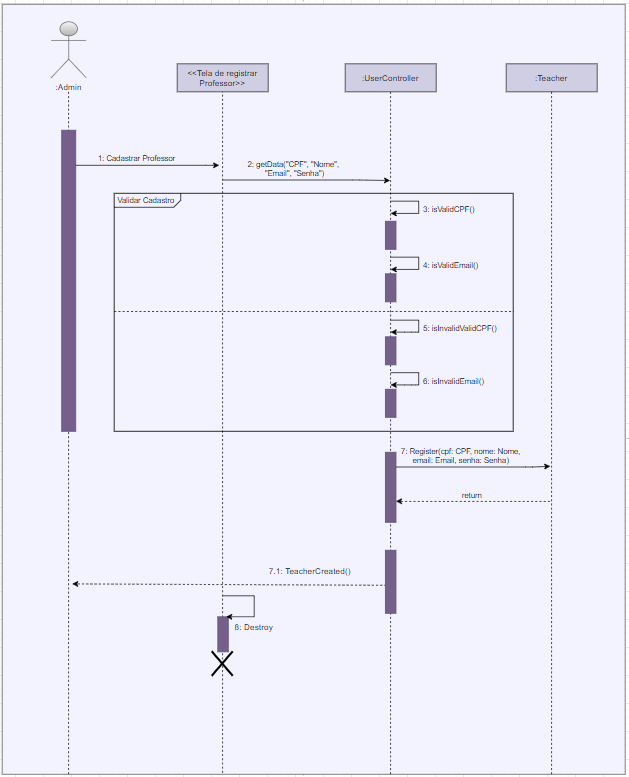 :Admin
<<Tela de registrar
Professor>>
:UserController
:Teacher
1: Cadastrar Professor
2: getData("CPF", "Nome",
"Email", "Senha")
Validar Cadastro
3: isValidCPF()
4: isValidEmail()
5: isInvalidValidCPF()
6: isInvalidEmail()
7: Register(cpf: CPF, nome: Nome,
email: Email, senha: Senha)
return
7.1: TeacherCreated()
8: Destroy